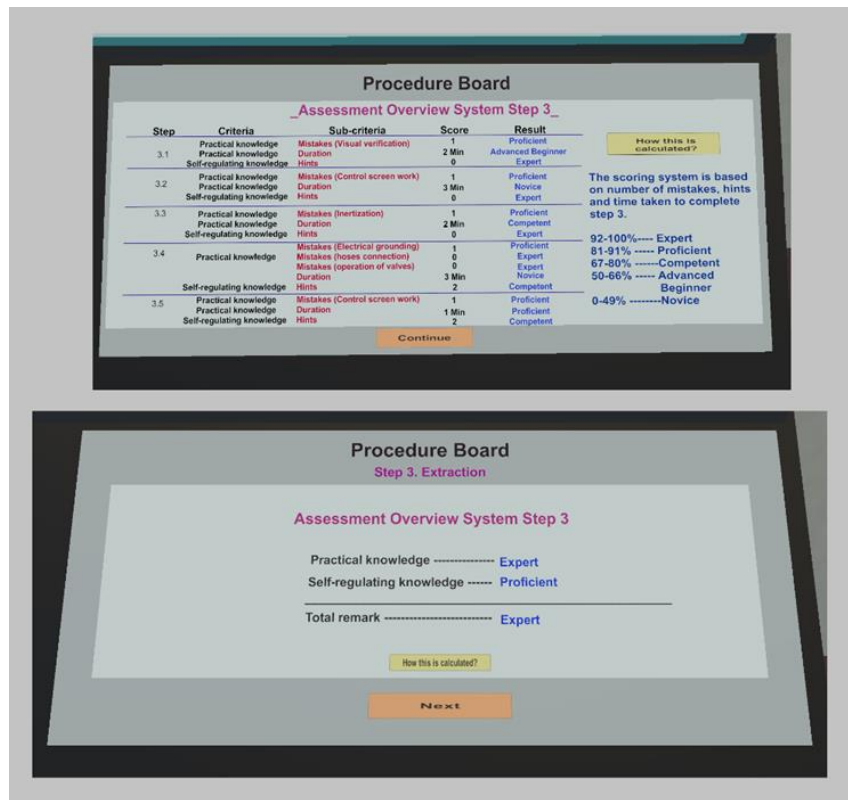 Procedure Board
_Assessment Overview System Step 3_
Step Criteria Sub-criteria Score Result
3.1 Practical knowledge Mistakes (Visual verification) 1 Proficient
Practical knowledge Duration 2 Min Advanced Beginner
Self-regulating knowledge Hints 0 Expert
3.2 Practical knowledge Mistakes (Control screen work) 1 Proficient
Practical knowledge Duration 3 Min Novice
Self-regulating knowledge Hints 0 Expert
3.3 Practical knowledge Mistakes (Inertization) 1 Proficient
Practical knowledge Duration 2 Min Competent
Self-regulating knowledge Hints 0 Expert
3.4 Practical knowledge Mistakes (Electrical grounding) 1 Proficient
Mistakes (hoses connection) 0 Expert
Mistakes (operation of valves) 0 Expert
Duration 3 Min Novice
Self-regulating knowledge Hints 2 Competent
3.5 Practical knowledge Mistakes (Control screen work) 1 Proficient
Practical knowledge Duration 1 Min Proficient
Self-regulating knowledge Hints 2 Competent
How this is
calculated?
The scoring system is based
on number of mistakes, hints
and time taken to complete
step 3.
92-100%---- Expert
81-91% ----- Proficient
67-80% ------Competent
50-66% ----- Advanced
Beginner
0-49% --------Novice
Continue
Procedure Board
Step 3. Extraction
Assessment Overview System Step 3
Practical knowledge -------------- Expert
Self-regulating knowledge ------ Proficient
Total remark ------------------------- Expert
How this is calculated?
Next